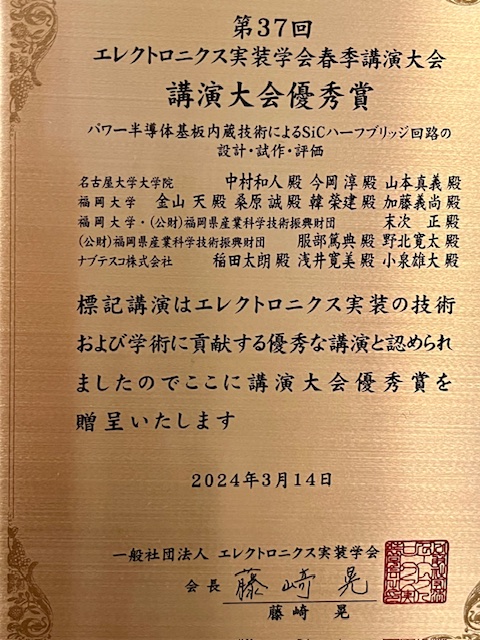 第37回
エレクトロニクス実装学会春季講演大会
講演大会優秀賞
パワー半導体基板内蔵技術によるSiCハーフブリッジ回路の
設計・試作・評価
名古屋大学大学院 中村和人 殿 今岡 淳 殿 山本真義 殿
福岡大学 金山 天 殿 桑原 誠 殿 韓 榮建 殿 加藤義尚 殿
福岡大学・(公財)福岡県産業科学技術振興財団 末次 正 殿
(公財)福岡県産業科学技術振興財団 服部篤典 殿 野北寛太 殿
ナブテスコ株式会社 稲田太朗 殿 浅井寛美 殿 小泉雄大 殿
標記講演はエレクトロニクス実装の技術
および学術に貢献する優秀な講演と認められ
ましたのでここに講演大会優秀賞を
贈呈いたします
2024年3月14日
一般社団法人 エレクトロニクス実装学会
会長 藤﨑晃
藤崎 晃